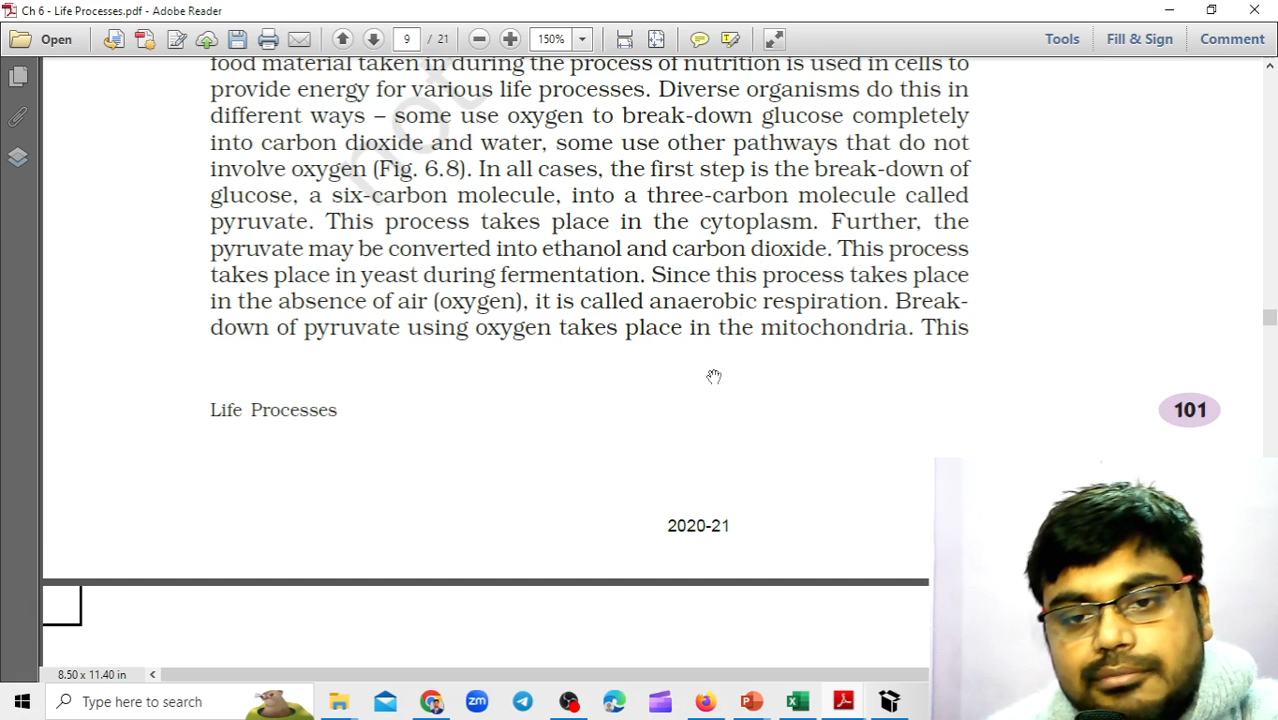 Ch 6 - Life Processes.pdf - Adobe Reader
Open
9 / 21
150%
Tools
Fill & Sign
Comment
food material taken in during the process of nutrition is used in cells to
provide energy for various life processes. Diverse organisms do this in
different ways – some use oxygen to break-down glucose completely
into carbon dioxide and water, some use other pathways that do not
involve oxygen (Fig. 6.8). In all cases, the first step is the break-down of
glucose, a six-carbon molecule, into a three-carbon molecule called
pyruvate. This process takes place in the cytoplasm. Further, the
pyruvate may be converted into ethanol and carbon dioxide. This process
takes place in yeast during fermentation. Since this process takes place
in the absence of air (oxygen), it is called anaerobic respiration. Break-
down of pyruvate using oxygen takes place in the mitochondria. This
not
Life Processes
101
2020-21
8.50 x 11.40 in
Type here to search
zm